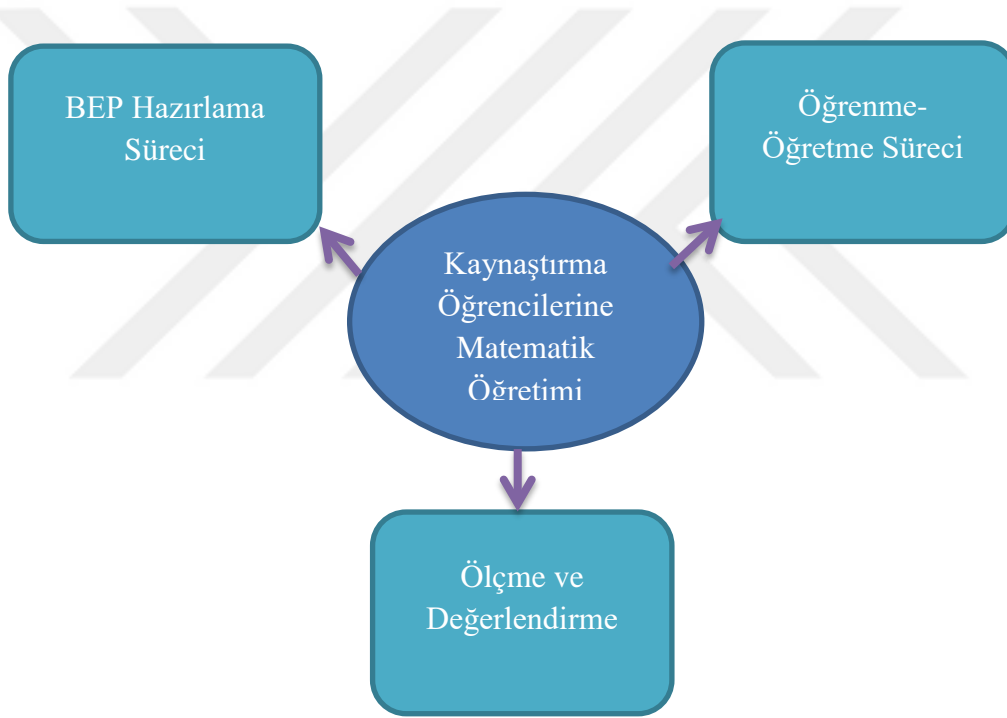 BEP Hazırlama
Süreci
Öğrenme-
Öğretme Süreci
Kaynaştırma
Öğrencilerine
Matematik
Öğretimi
Ölçme ve
Değerlendirme